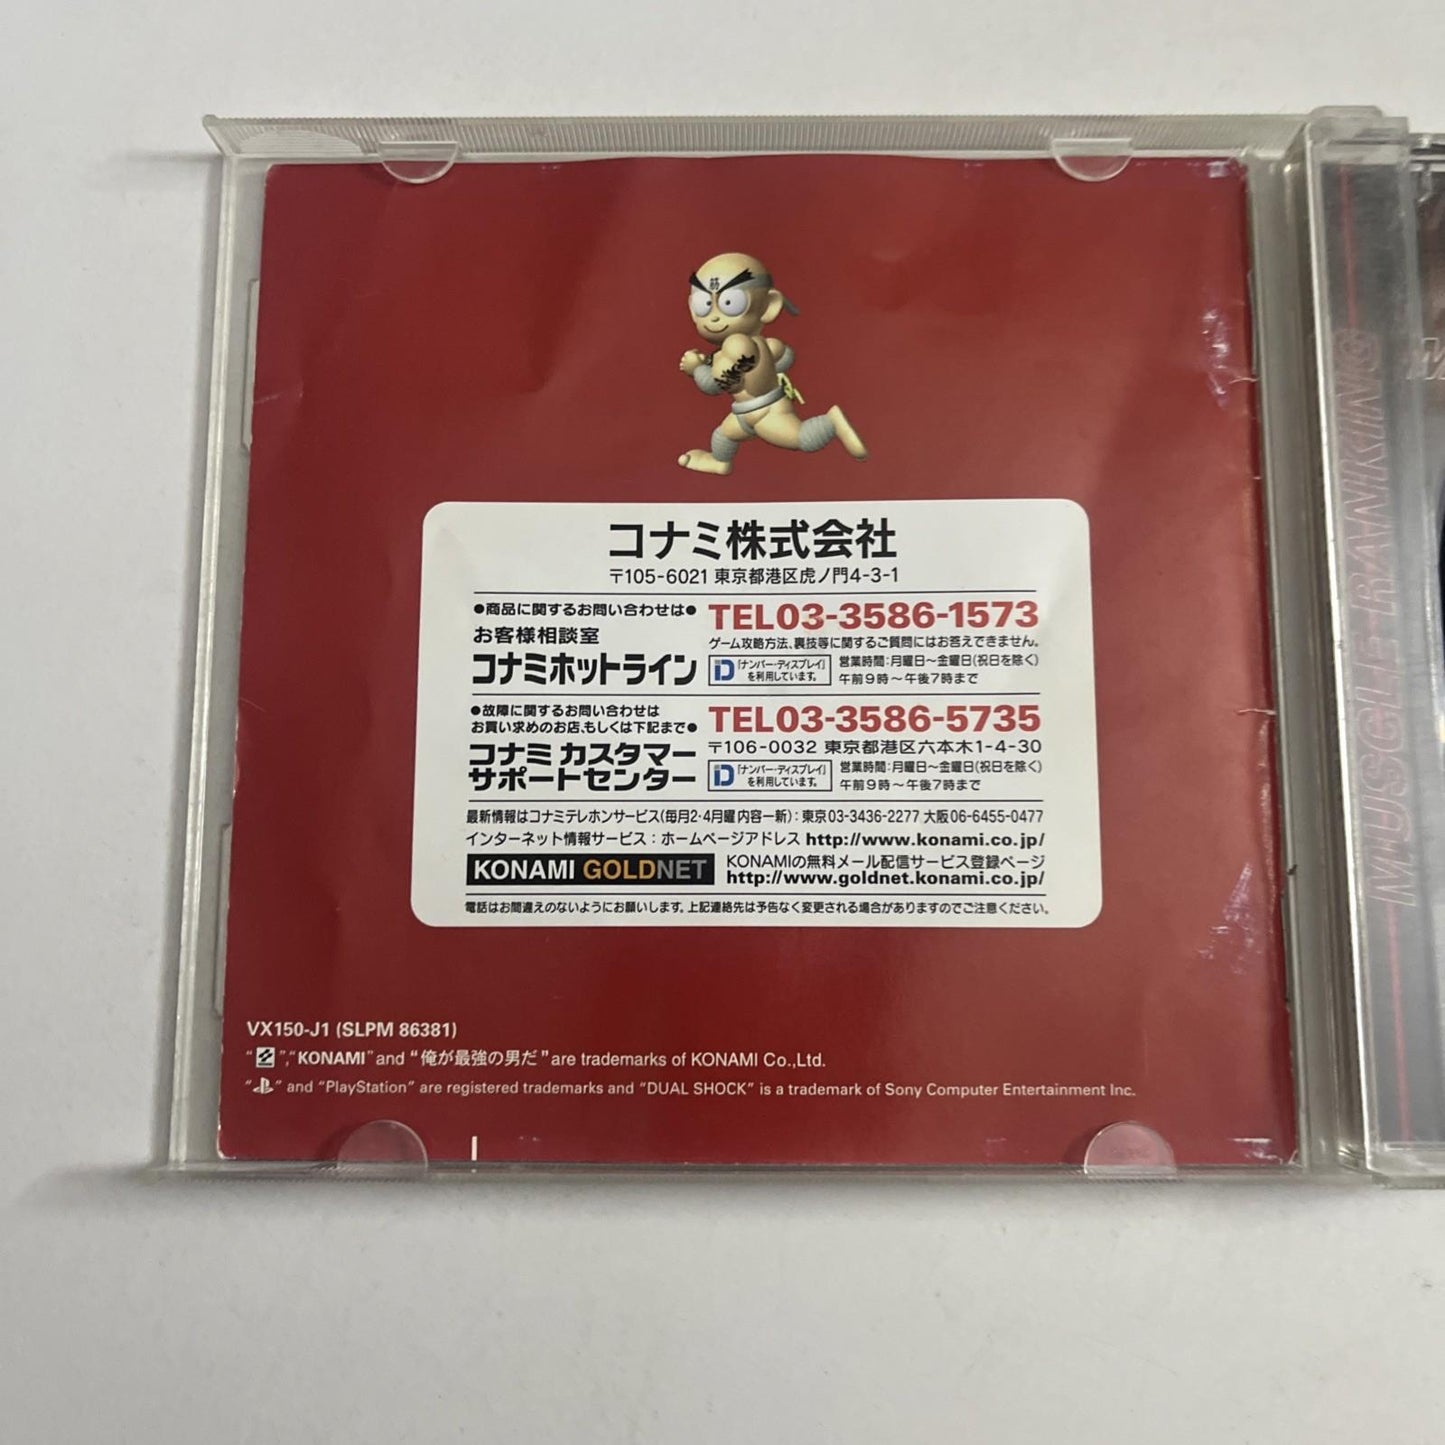 筋
コナミ株式会社
〒105-6021 東京都港区虎ノ門4-3-1
●商品に関するお問い合わせは●
お客様相談室
コナミホットライン
TEL03-3586-1573
ゲーム攻略方法、裏技等に関するご質問にはお答えできません。
「ナンバー・ディスプレイ」
を利用しています。
営業時間:月曜日〜金曜日(祝日を除く)
午前9時〜午後7時まで
●故障に関するお問い合わせは
お買い求めのお店、もしくは下記まで●
コナミ カスタマー
サポートセンター
TEL03-3586-5735
〒106-0032 東京都港区六本木1-4-30
「ナンバー・ディスプレイ」
を利用しています。
営業時間:月曜日〜金曜日(祝日を除く)
午前9時〜午後7時まで
最新情報はコナミテレホンサービス(毎月2・4月曜内容一新):東京03-3436-2277 大阪06-6455-0477
インターネット情報サービス:ホームページアドレス http://www.konami.co.jp/
KONAMI GOLDNET
KONAMIの無料メール配信サービス登録ページ
http://www.goldnet.konami.co.jp/
電話はお間違えのないようにお願いします。上記連絡先は予告なく変更される場合がありますのでご注意ください。
VX150-J1 (SLPM 86381)
“ ”,“KONAMI” and “俺が最強の男だ” are trademarks of KONAMI Co.,Ltd.
“ ” and “PlayStation” are registered trademarks and “DUAL SHOCK” is a trademark of Sony Computer Entertainment Inc.
MUSCLE RANKING